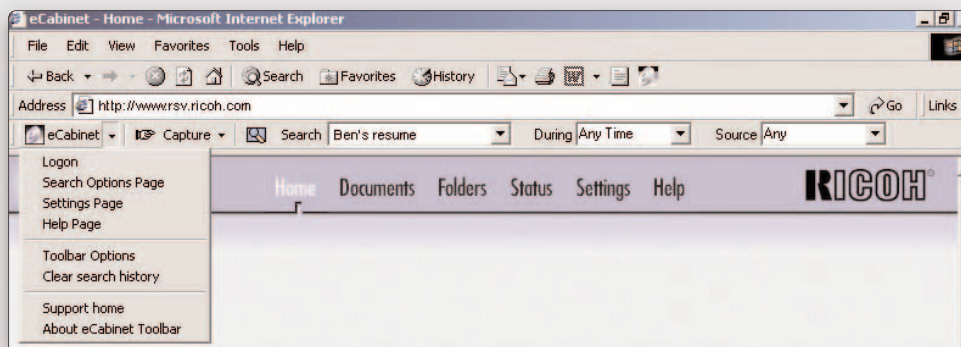 eCabinet - Home - Microsoft Internet Explorer
File Edit View Favorites Tools Help
Back Search Favorites History
Address http://www.rsv.ricoh.com Go Links
eCabinet Capture Search Ben's resume During Any Time Source Any
Logon
Search Options Page
Settings Page
Help Page
Toolbar Options
Clear search history
Support home
About eCabinet Toolbar
Home Documents Folders Status Settings Help RICOH®